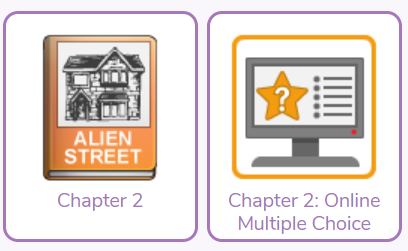 ALIEN
STREET
Chapter 2
?
Chapter 2: Online
Multiple Choice